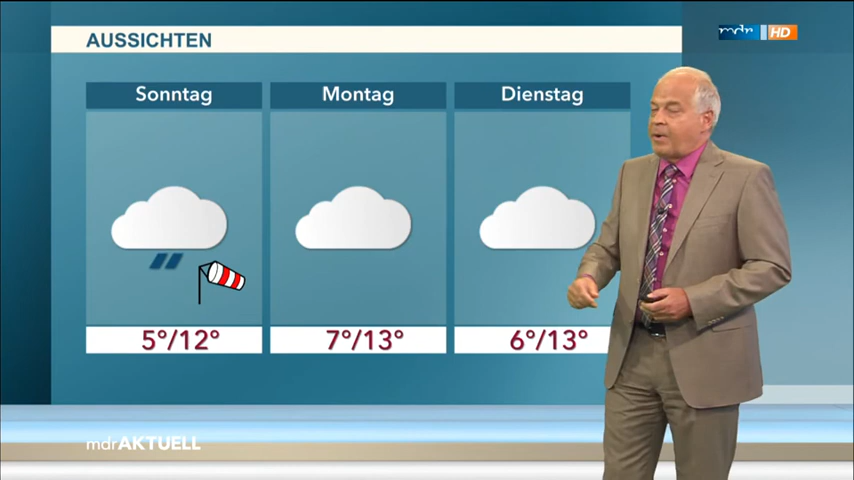 AUSSICHTEN
mdr HD
Sonntag
Montag
Dienstag
5°/12°
7°/13°
6°/13°
mdrAKTUELL